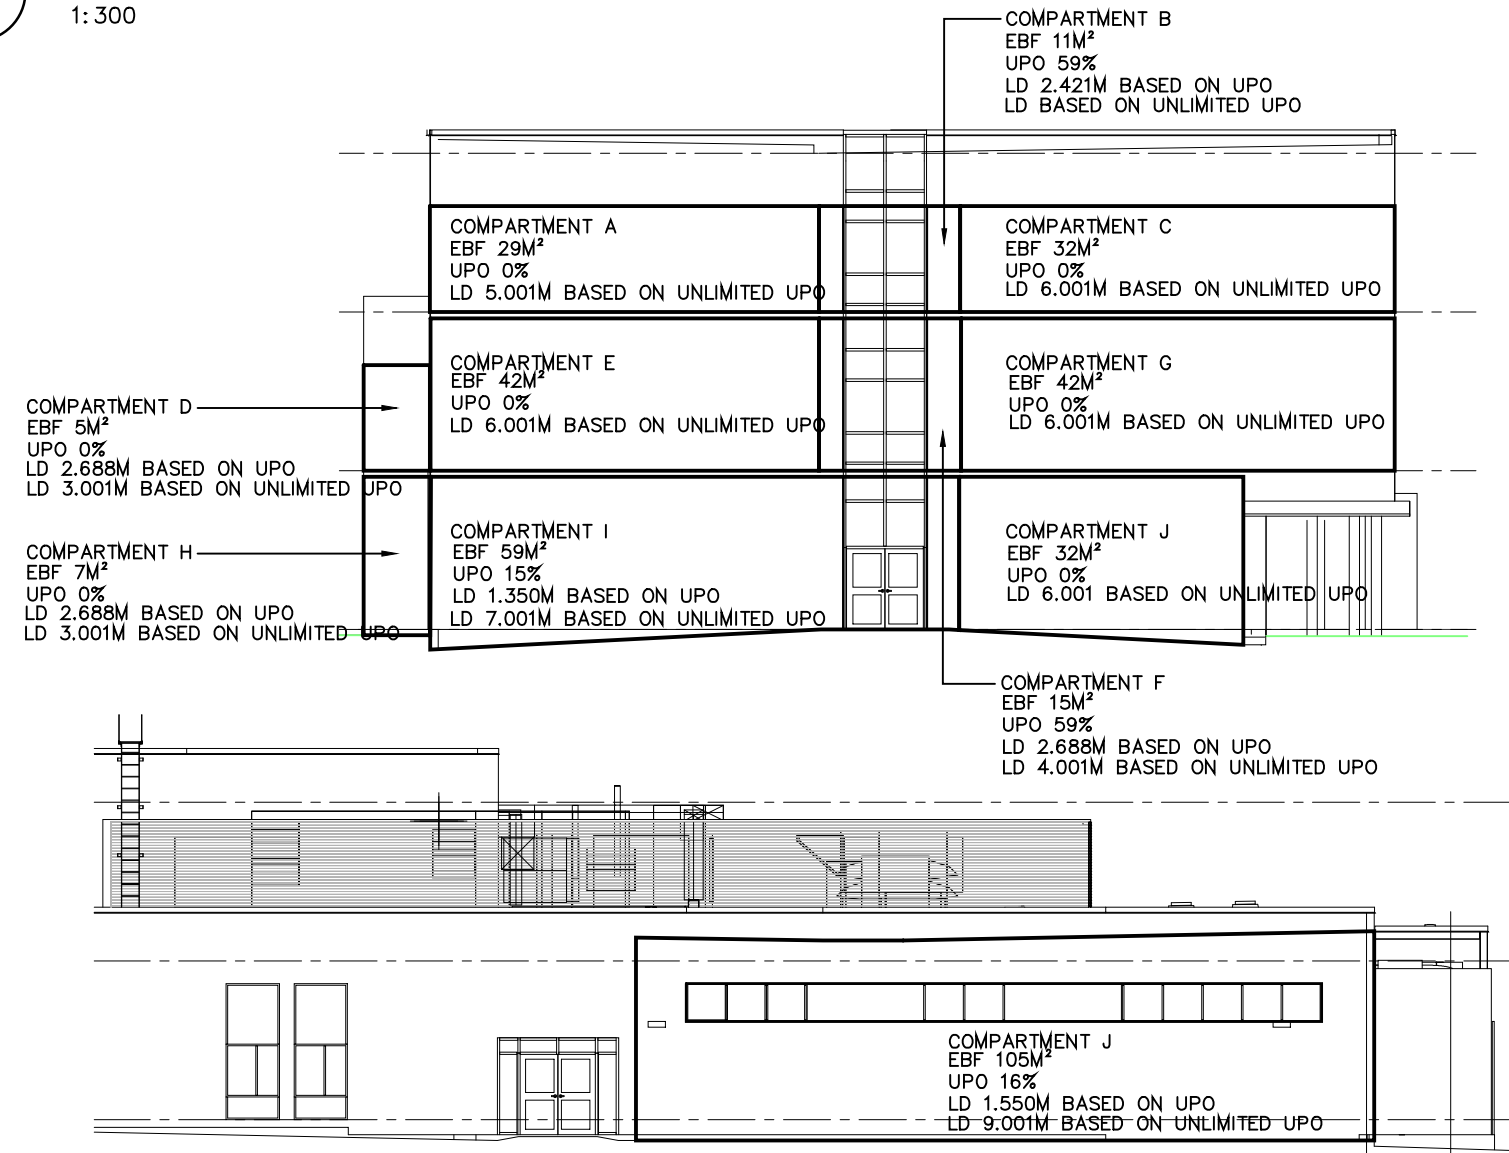 1:300
COMPARTMENT B
EBF 11M²
UPO 59%
LD 2.421M BASED ON UPO
LD BASED ON UNLIMITED UPO
COMPARTMENT A
EBF 29M²
UPO 0%
LD 5.001M BASED ON UNLIMITED UPO
COMPARTMENT C
EBF 32M²
UPO 0%
LD 6.001M BASED ON UNLIMITED UPO
COMPARTMENT E
EBF 42M²
UPO 0%
LD 6.001M BASED ON UNLIMITED UPO
COMPARTMENT G
EBF 42M²
UPO 0%
LD 6.001M BASED ON UNLIMITED UPO
COMPARTMENT D
EBF 5M²
UPO 0%
LD 2.688M BASED ON UPO
LD 3.001M BASED ON UNLIMITED UPO
COMPARTMENT H
EBF 7M²
UPO 0%
LD 2.688M BASED ON UPO
LD 3.001M BASED ON UNLIMITED UPO
COMPARTMENT I
EBF 59M²
UPO 15%
LD 1.350M BASED ON UPO
LD 7.001M BASED ON UNLIMITED UPO
COMPARTMENT J
EBF 32M²
UPO 0%
LD 6.001 BASED ON UNLIMITED UPO
COMPARTMENT F
EBF 15M²
UPO 59%
LD 2.688M BASED ON UPO
LD 4.001M BASED ON UNLIMITED UPO
COMPARTMENT J
EBF 105M²
UPO 16%
LD 1.550M BASED ON UPO
LD 9.001M BASED ON UNLIMITED UPO